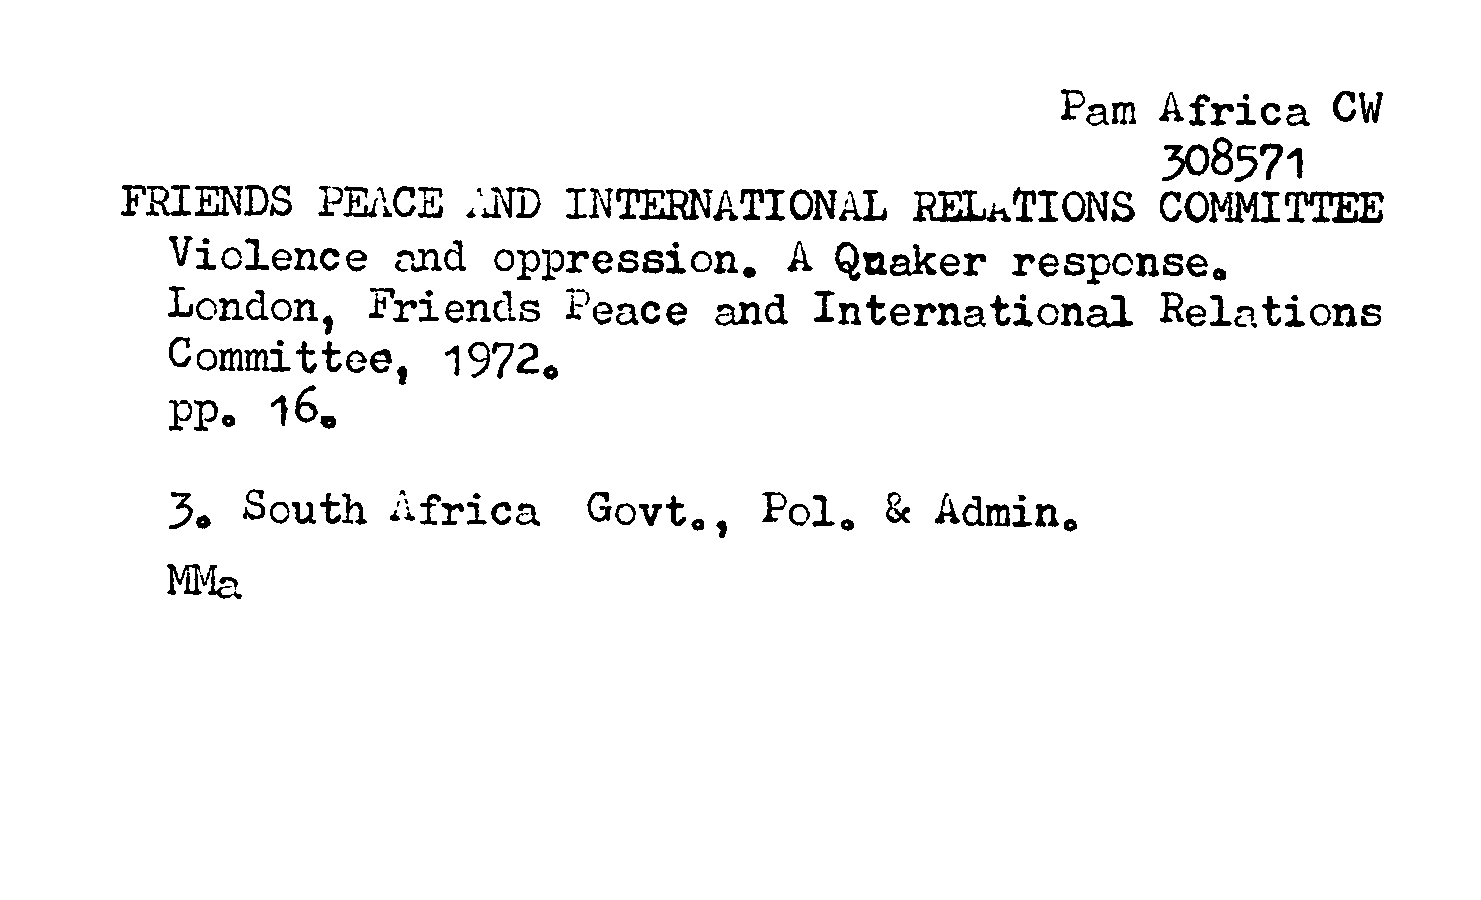 Pam Africa CW
308571
FRIENDS PEACE AND INTERNATIONAL RELATIONS COMMITTEE
Violence and oppression. A Quaker response.
London, Friends Peace and International Relations
Committee, 1972.
pp. 16.
3. South Africa Govt., Pol. & Admin.
MMa